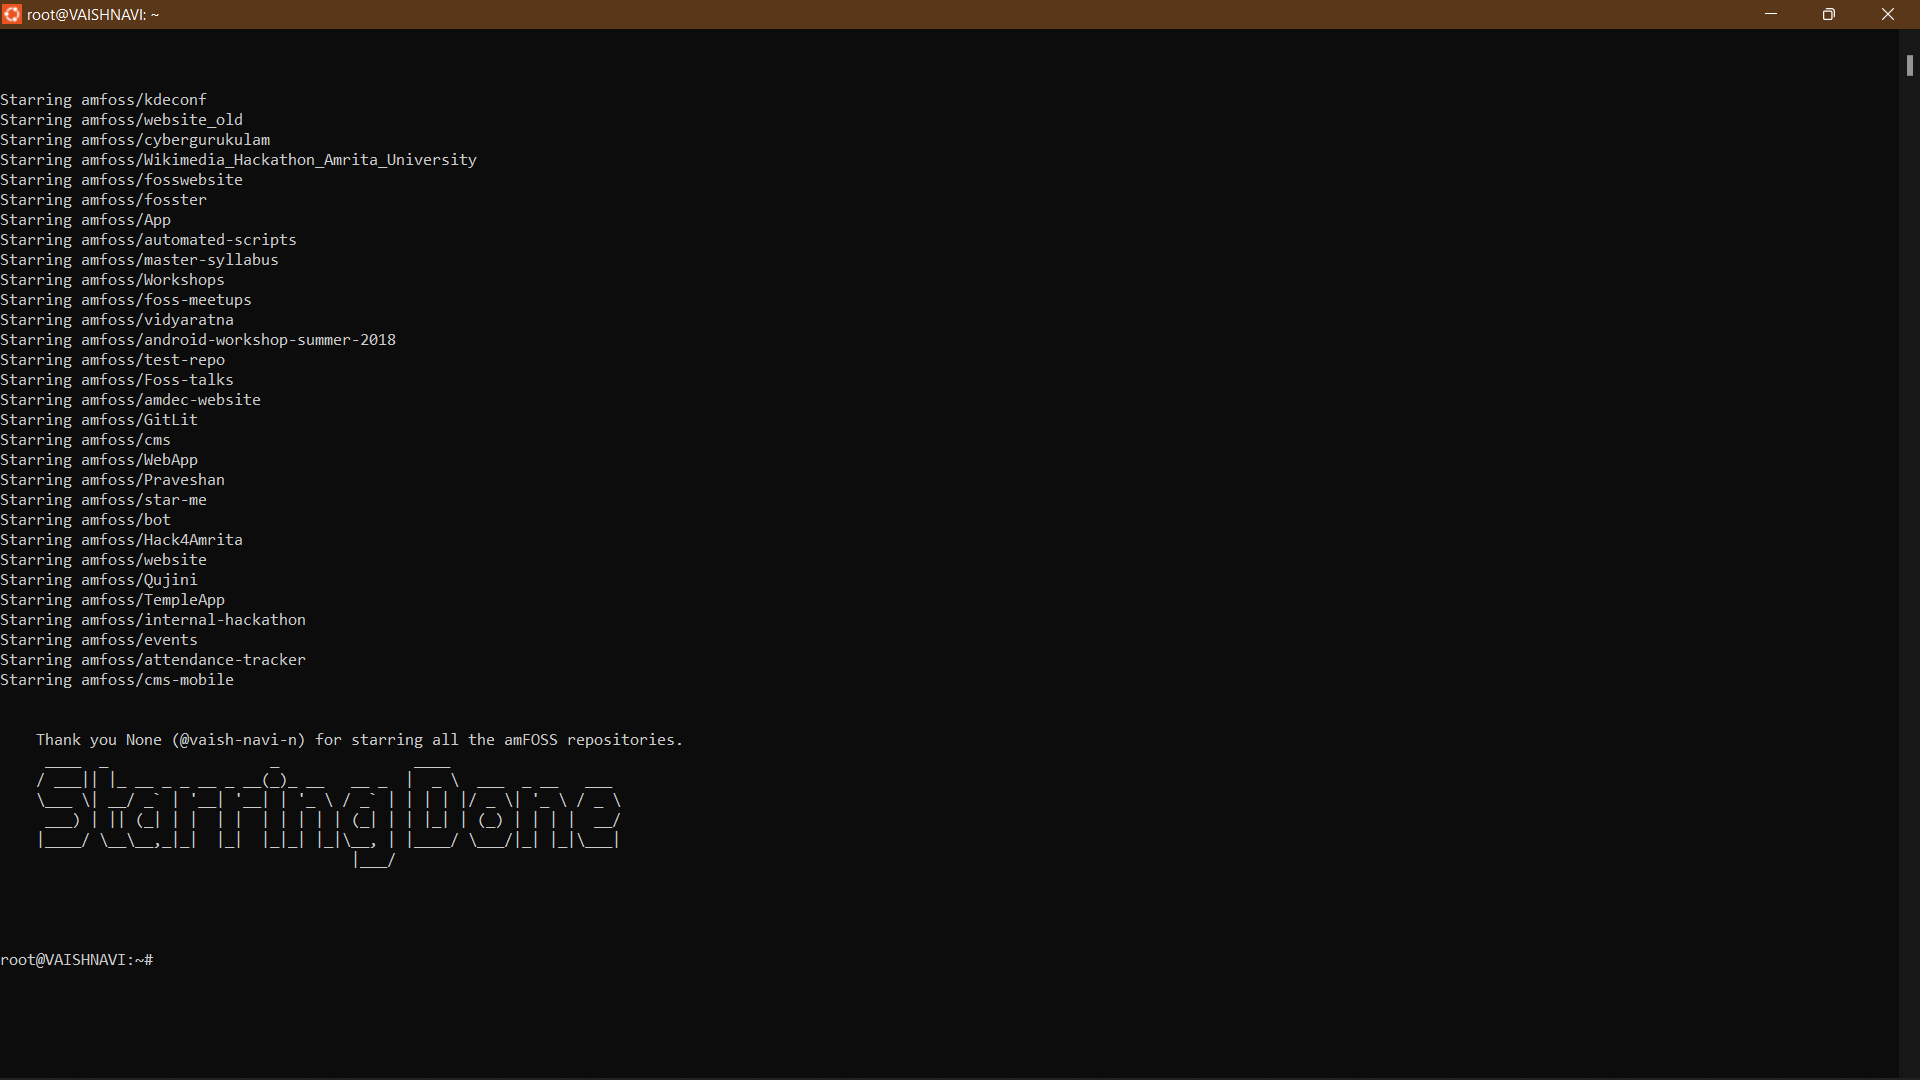 root@VAISHNAVI: ~
Starring amfoss/kdeconf
Starring amfoss/website_old
Starring amfoss/cybergurukulam
Starring amfoss/Wikimedia_Hackathon_Amrita_University
Starring amfoss/fosswebsite
Starring amfoss/fosster
Starring amfoss/App
Starring amfoss/automated-scripts
Starring amfoss/master-syllabus
Starring amfoss/Workshops
Starring amfoss/foss-meetups
Starring amfoss/vidyaratna
Starring amfoss/android-workshop-summer-2018
Starring amfoss/test-repo
Starring amfoss/Foss-talks
Starring amfoss/amdec-website
Starring amfoss/GitLit
Starring amfoss/cms
Starring amfoss/WebApp
Starring amfoss/Praveshan
Starring amfoss/star-me
Starring amfoss/bot
Starring amfoss/Hack4Amrita
Starring amfoss/website
Starring amfoss/Qujini
Starring amfoss/TempleApp
Starring amfoss/internal-hackathon
Starring amfoss/events
Starring amfoss/attendance-tracker
Starring amfoss/cms-mobile
Thank you None (@vaish-navi-n) for starring all the amFOSS repositories.
Starring Done
root@VAISHNAVI:~#